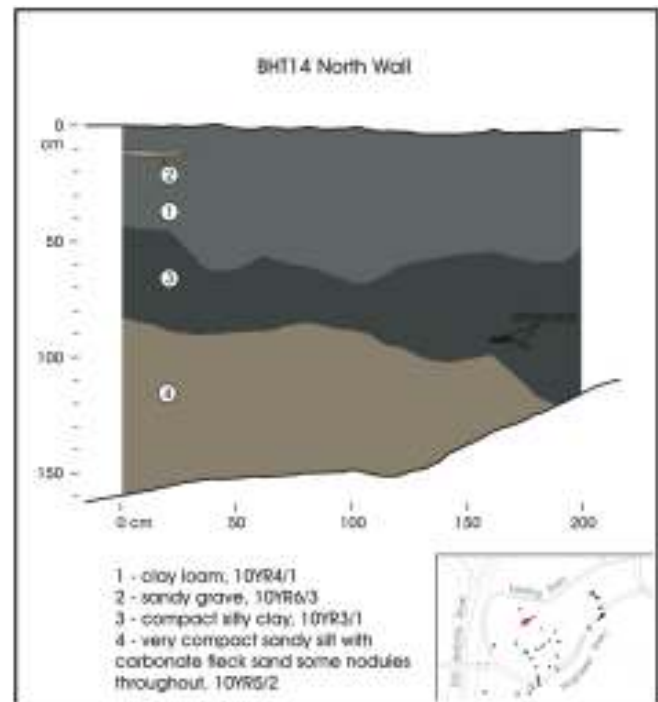 BHT14 North Wall
0
cm
2
1
50
3
100
4
150
0 cm 50 100 150 200
1 - clay loam, 10YR4/1
2 - sandy grave, 10YR6/3
3 - compact silty clay, 10YR3/1
4 - very compact sandy silt with
carbonate fleck sand some nodules
throughout, 10YR5/2